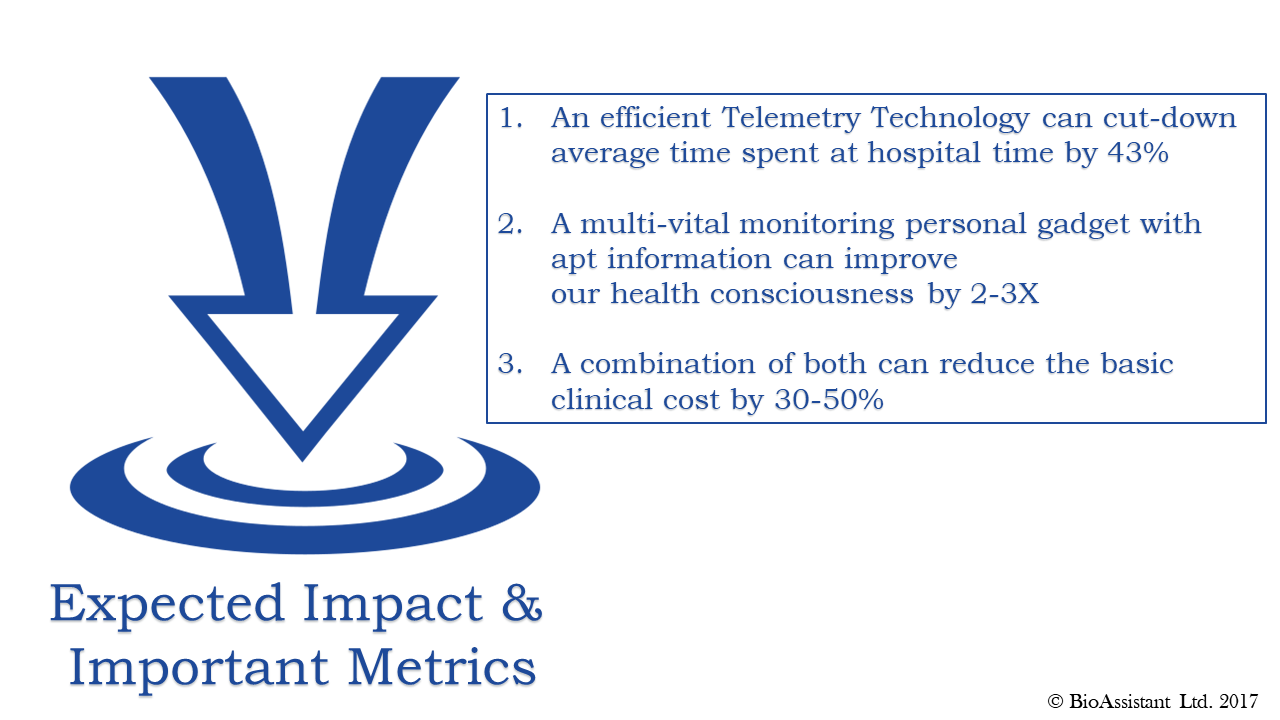 1. An efficient Telemetry Technology can cut-down
average time spent at hospital time by 43%
2. A multi-vital monitoring personal gadget with
apt information can improve
our health consciousness by 2-3X
3. A combination of both can reduce the basic
clinical cost by 30-50%
Expected Impact &
Important Metrics
© BioAssistant Ltd. 2017